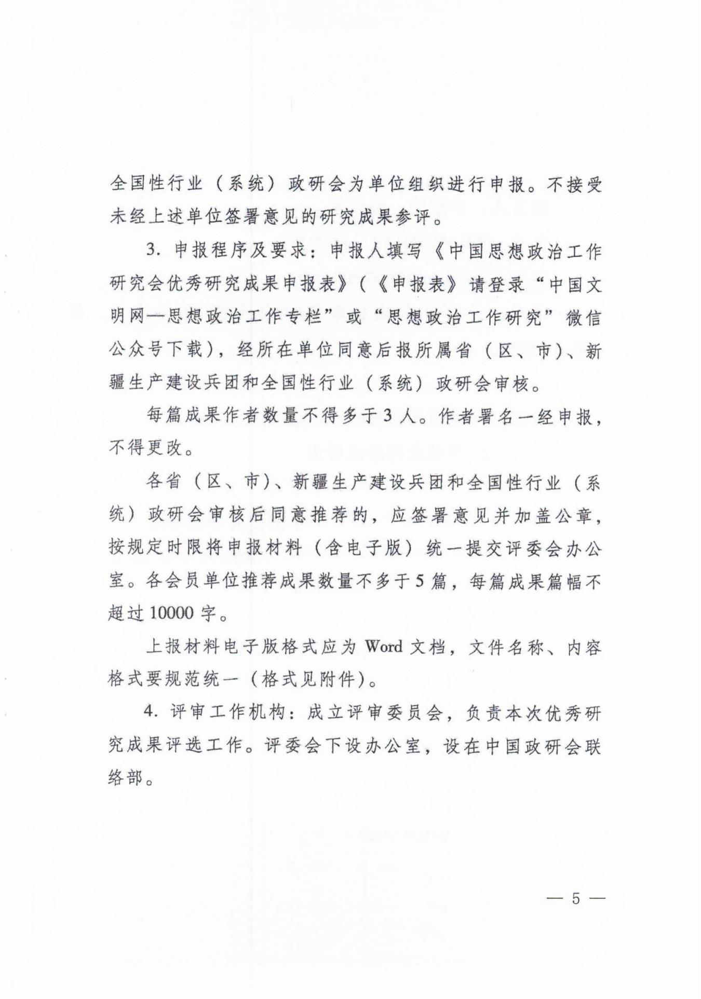 全国性行业（系统）政研会为单位组织进行申报。不接受
未经上述单位签署意见的研究成果参评。
3. 申报程序及要求：申报人填写《中国思想政治工作
研究会优秀研究成果申报表》（《申报表》请登录“中国文
明网—思想政治工作专栏”或“思想政治工作研究”微信
公众号下载），经所在单位同意后报所属省（区、市）、新
疆生产建设兵团和全国性行业（系统）政研会审核。
每篇成果作者数量不得多于3人。作者署名一经申报，
不得更改。
各省（区、市）、新疆生产建设兵团和全国性行业（系
统）政研会审核后同意推荐的，应签署意见并加盖公章，
按规定时限将申报材料（含电子版）统一提交评委会办公
室。各会员单位推荐成果数量不多于5篇，每篇成果篇幅不
超过10000字。
上报材料电子版格式应为Word文档，文件名称、内容
格式要规范统一（格式见附件）。
4. 评审工作机构：成立评审委员会，负责本次优秀研
究成果评选工作。评委会下设办公室，设在中国政研会联
络部。
— 5 —